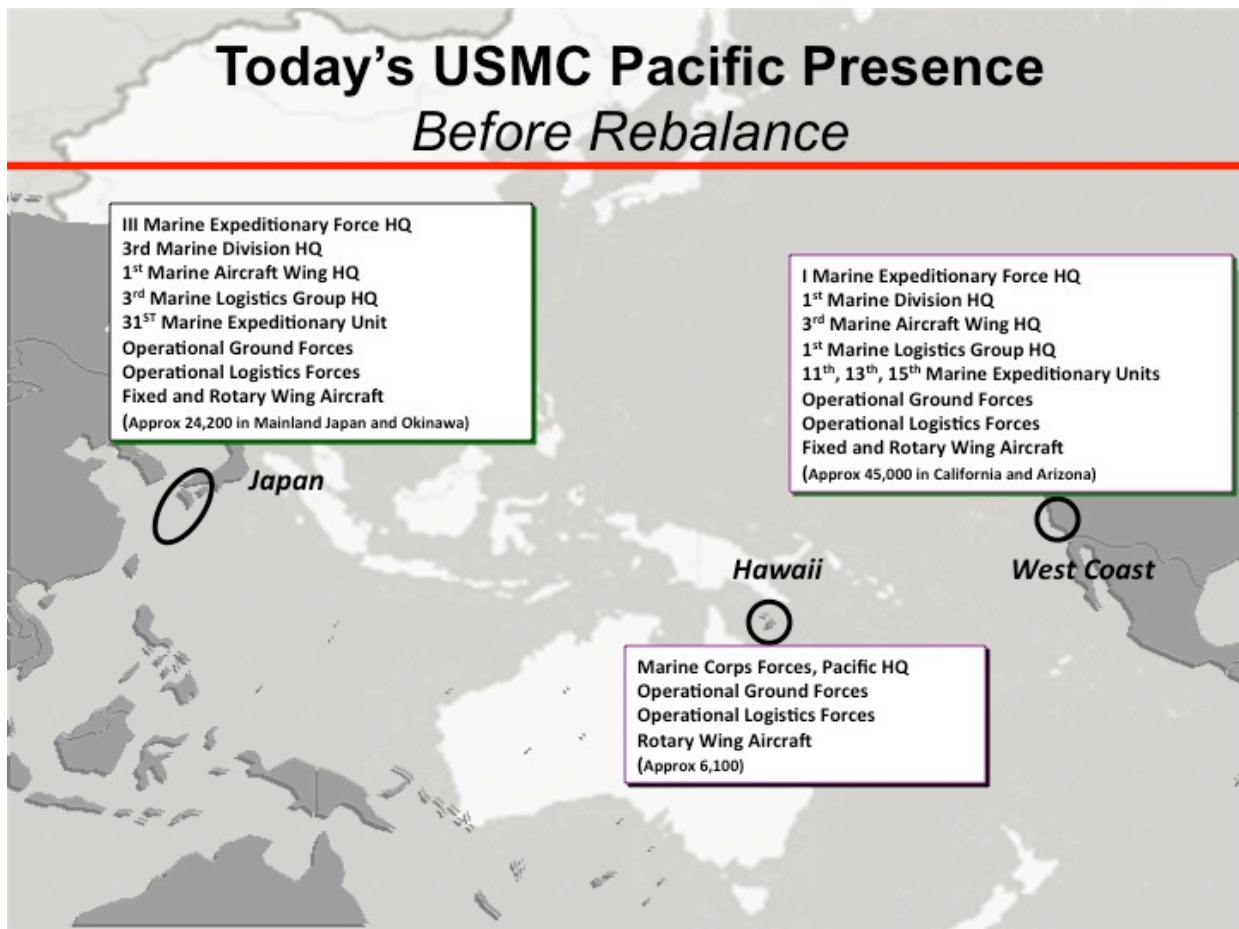 Today's USMC Pacific Presence
Before Rebalance
III Marine Expeditionary Force HQ
3rd Marine Division HQ
1st Marine Aircraft Wing HQ
3rd Marine Logistics Group HQ
31ST Marine Expeditionary Unit
Operational Ground Forces
Operational Logistics Forces
Fixed and Rotary Wing Aircraft
(Approx 24,200 in Mainland Japan and Okinawa)
Japan
I Marine Expeditionary Force HQ
1st Marine Division HQ
3rd Marine Aircraft Wing HQ
1st Marine Logistics Group HQ
11th, 13th, 15th Marine Expeditionary Units
Operational Ground Forces
Operational Logistics Forces
Fixed and Rotary Wing Aircraft
(Approx 45,000 in California and Arizona)
West Coast
Hawaii
Marine Corps Forces, Pacific HQ
Operational Ground Forces
Operational Logistics Forces
Rotary Wing Aircraft
(Approx 6,100)